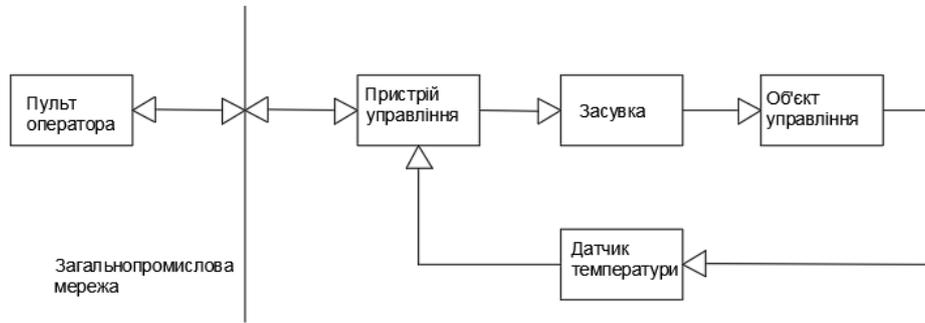 Пульт
оператора
Пристрій
управління
Засувка
Об'єкт
управління
Датчик
температури
Загальнопромислова
мережа